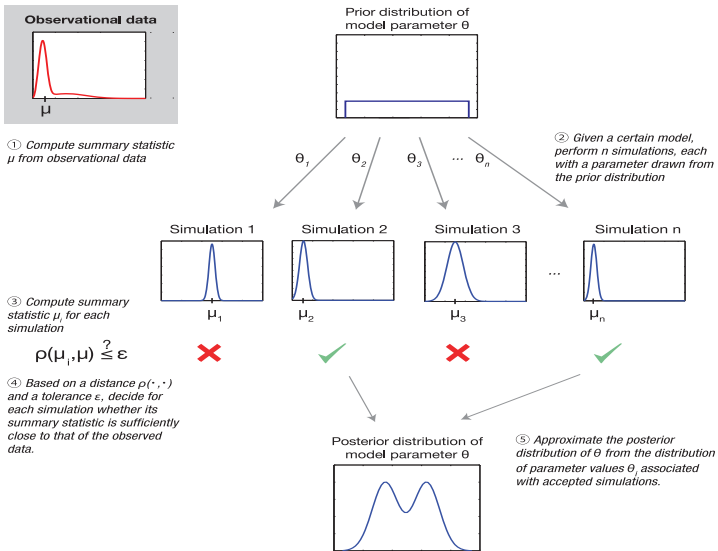 Observational data
μ
① Compute summary statistic
μ from observational data
Prior distribution of
model parameter θ
② Given a certain model,
perform n simulations, each
with a parameter drawn from
the prior distribution
θ1
θ2
θ3
... θn
Simulation 1
Simulation 2
Simulation 3
Simulation n
...
μ1
μ2
μ3
μn
③ Compute summary
statistic μi for each
simulation
ρ(μi,μ) ≤ ε
?
④ Based on a distance ρ(·,·)
and a tolerance ε, decide for
for each simulation whether its
summary statistic is sufficiently
close to that of the observed
data.
Posterior distribution of
model parameter θ
⑤ Approximate the posterior
distribution of θ from the distribution
of parameter values θi associated
with accepted simulations.